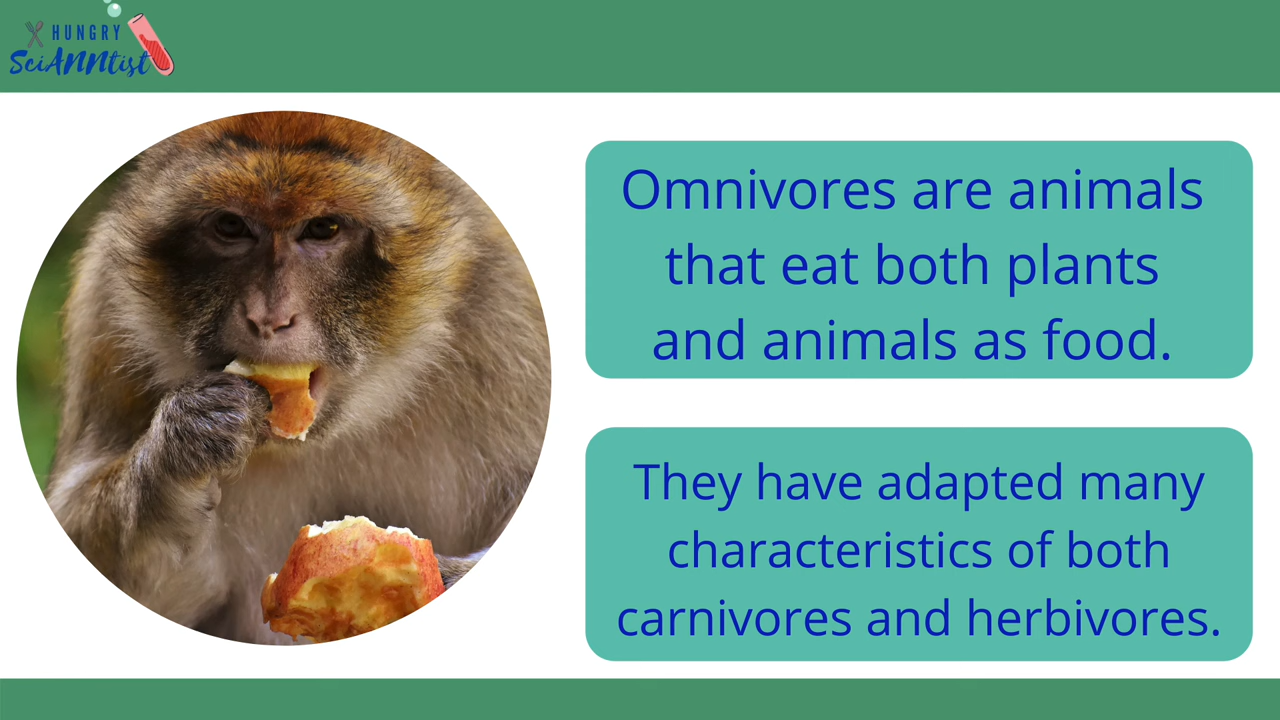 HUNGRY
SciANNtist
Omnivores are animals
that eat both plants
and animals as food.
They have adapted many
characteristics of both
carnivores and herbivores.